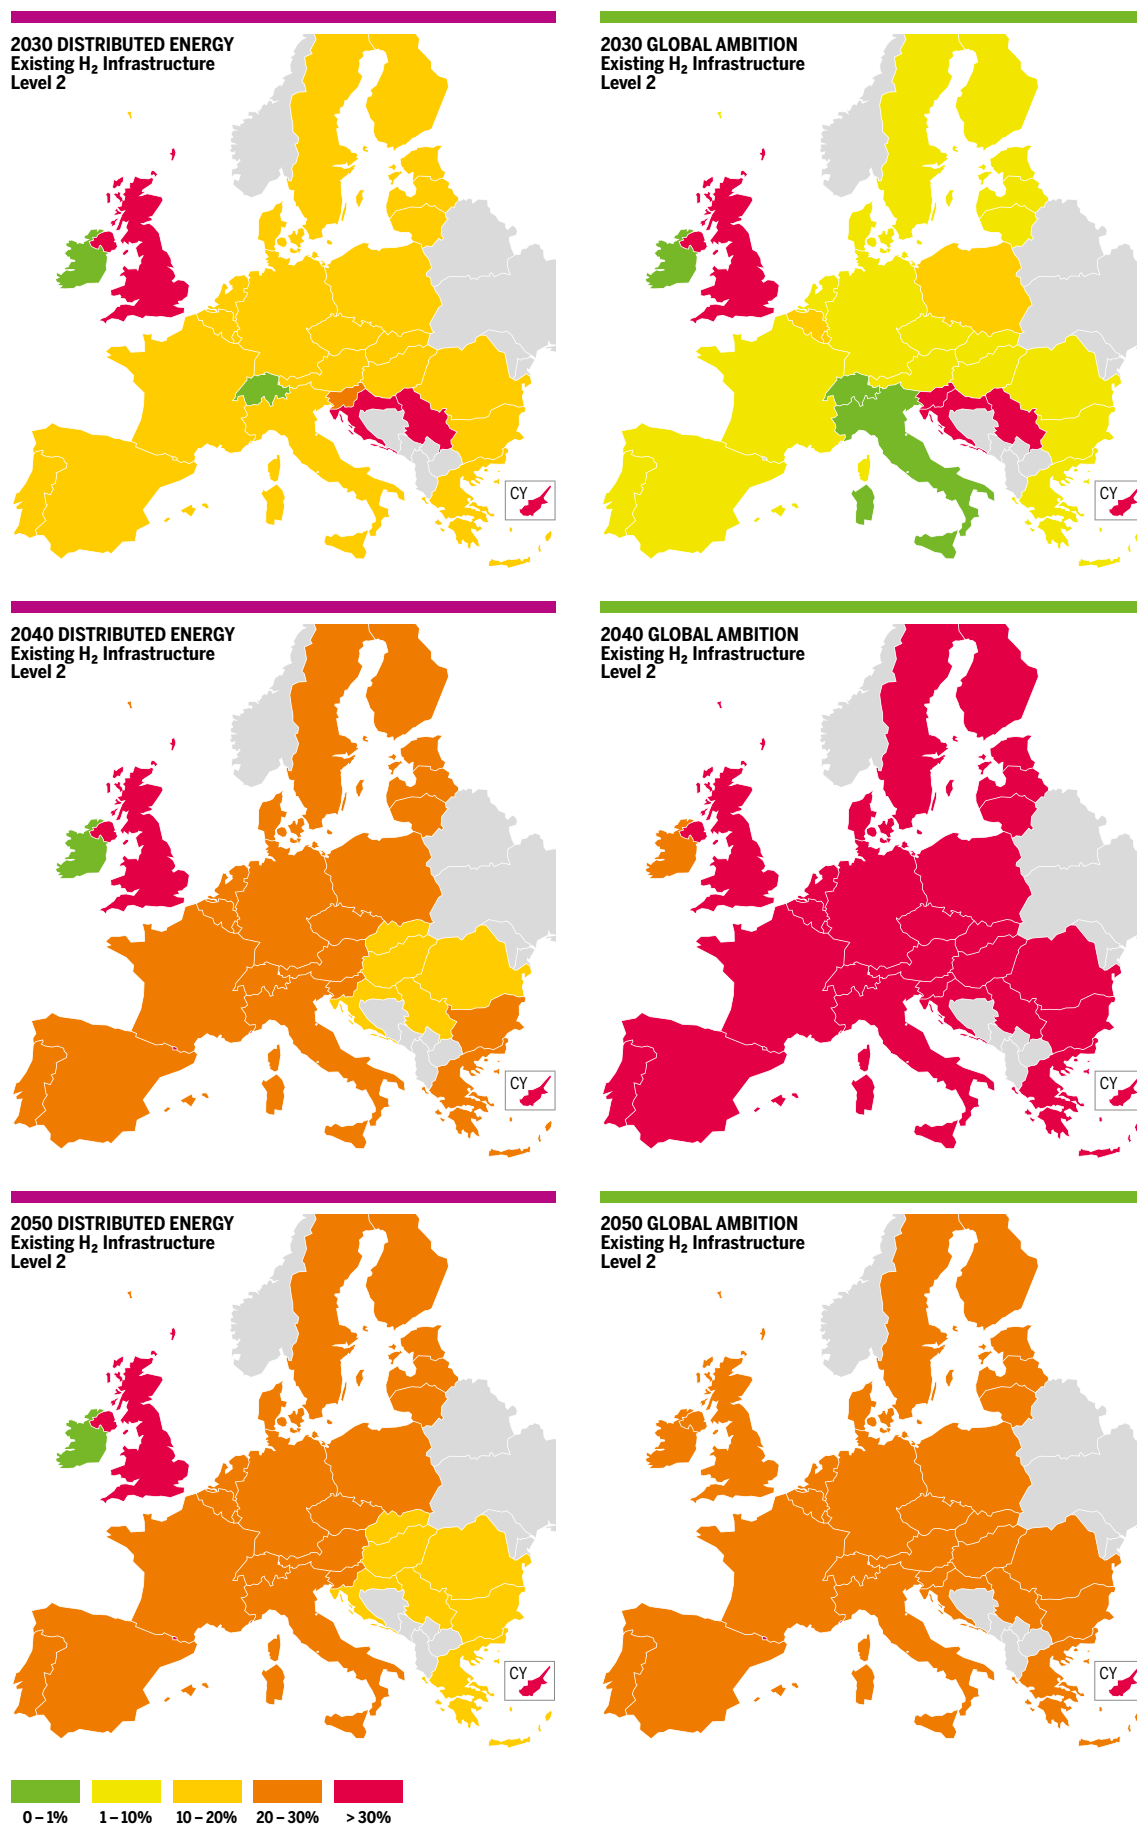 2030 DISTRIBUTED ENERGY
Existing H₂ Infrastructure
Level 2
CY
2030 GLOBAL AMBITION
Existing H₂ Infrastructure
Level 2
CY
2040 DISTRIBUTED ENERGY
Existing H₂ Infrastructure
Level 2
CY
2040 GLOBAL AMBITION
Existing H₂ Infrastructure
Level 2
CY
2050 DISTRIBUTED ENERGY
Existing H₂ Infrastructure
Level 2
CY
2050 GLOBAL AMBITION
Existing H₂ Infrastructure
Level 2
CY
0–1% 1–10% 10–20% 20–30% >30%